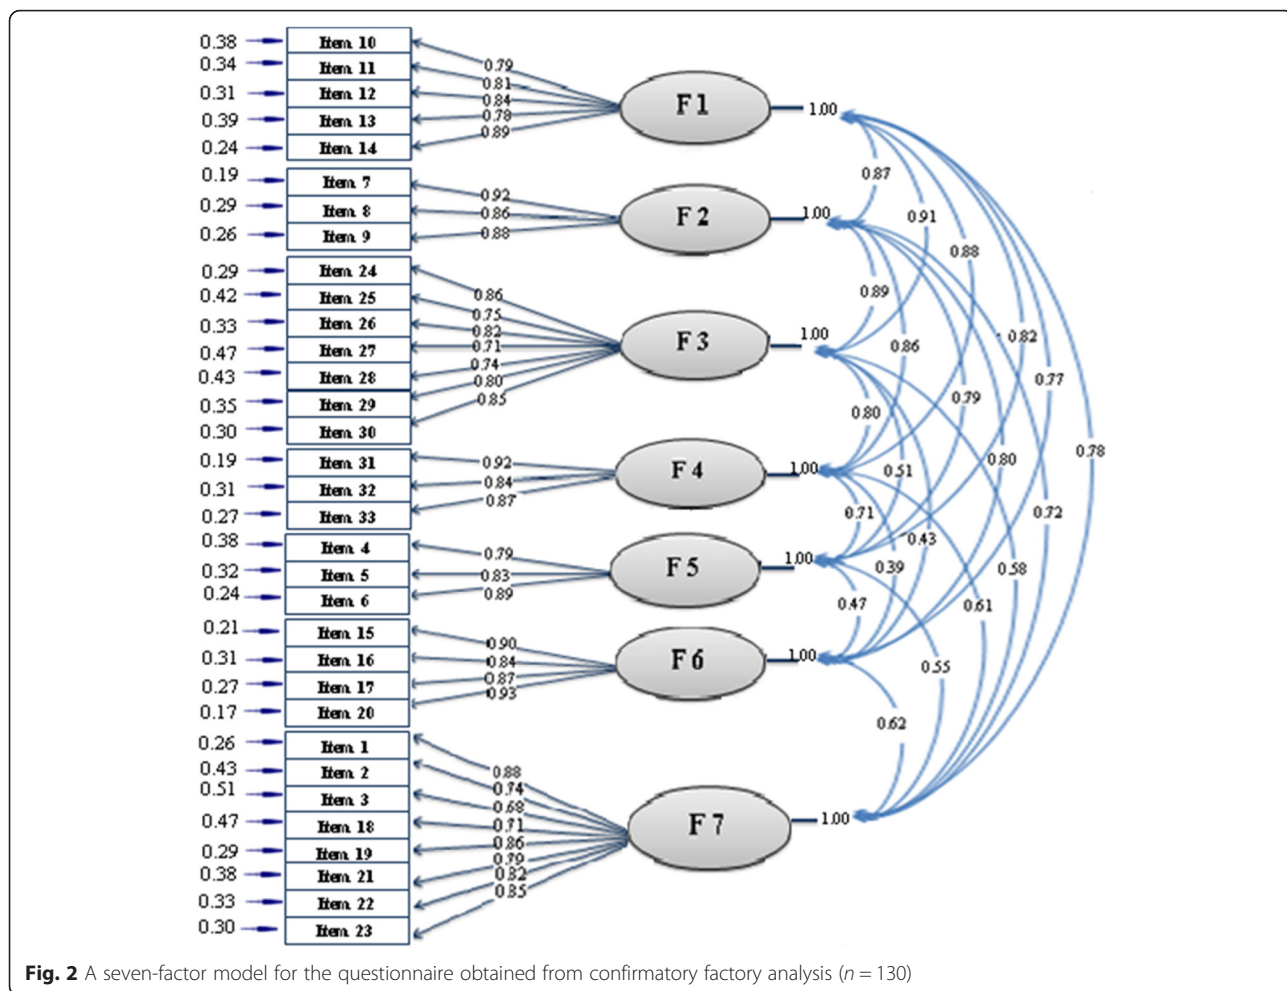 0.38 Item 10
0.34 Item 11
0.31 Item 12
0.39 Item 13
0.24 Item 14
0.79
0.81
0.84
0.78
0.89
F 1
1.00
0.19 Item 7
0.29 Item 8
0.26 Item 9
0.92
0.86
0.88
F 2
1.00
0.29 Item 24
0.42 Item 25
0.33 Item 26
0.47 Item 27
0.43 Item 28
0.35 Item 29
0.30 Item 30
0.86
0.75
0.82
0.71
0.74
0.80
0.85
F 3
1.00
0.19 Item 31
0.31 Item 32
0.27 Item 33
0.92
0.84
0.87
F 4
1.00
0.38 Item 4
0.32 Item 5
0.24 Item 6
0.79
0.83
0.89
F 5
1.00
0.21 Item 15
0.31 Item 16
0.27 Item 17
0.17 Item 20
0.90
0.84
0.87
0.93
F 6
1.00
0.26 Item 1
0.43 Item 2
0.51 Item 3
0.47 Item 18
0.29 Item 19
0.38 Item 21
0.33 Item 22
0.30 Item 23
0.88
0.74
0.68
0.71
0.86
0.79
0.82
0.85
F 7
1.00
0.87
0.91
0.88
0.89
0.86
0.82
0.77
0.79
0.80
0.78
0.51
0.80
0.71
0.43
0.72
0.39
0.58
0.47
0.61
0.55
0.62
Fig. 2 A seven-factor model for the questionnaire obtained from confirmatory factory analysis (n = 130)